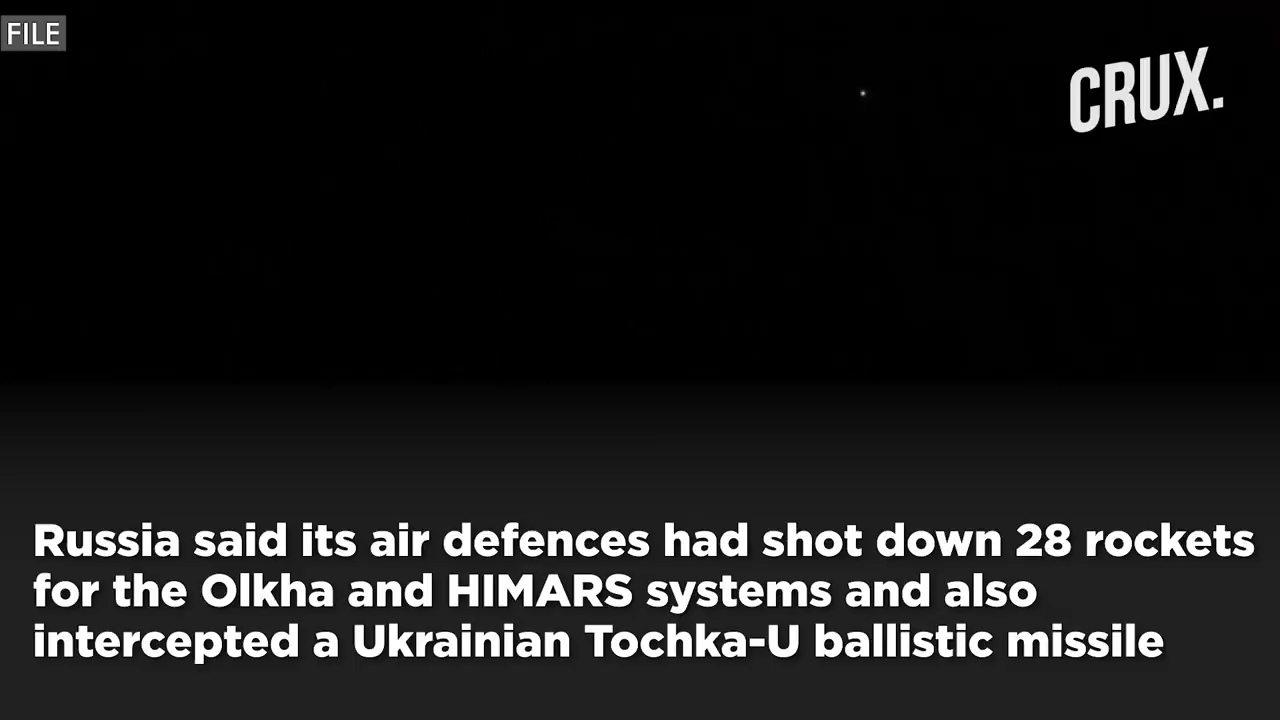 FILE
CRUX.
Russia said its air defences had shot down 28 rockets
for the Olkha and HIMARS systems and also
intercepted a Ukrainian Tochka-U ballistic missile